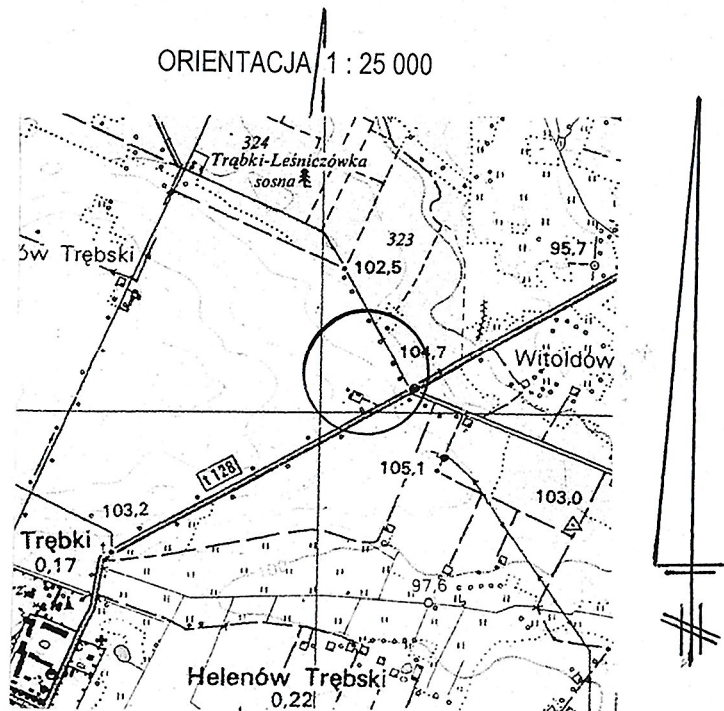 ORIENTACJA 1 : 25 000
324
Trąbki-Leśniczówka
sosna
323
ów Trębski
102,5
95,7
104,7
Witoldów
t 128
105,1
103,2
103,0
Trębki
0,17
97,6
Helenów Trębski
0,22